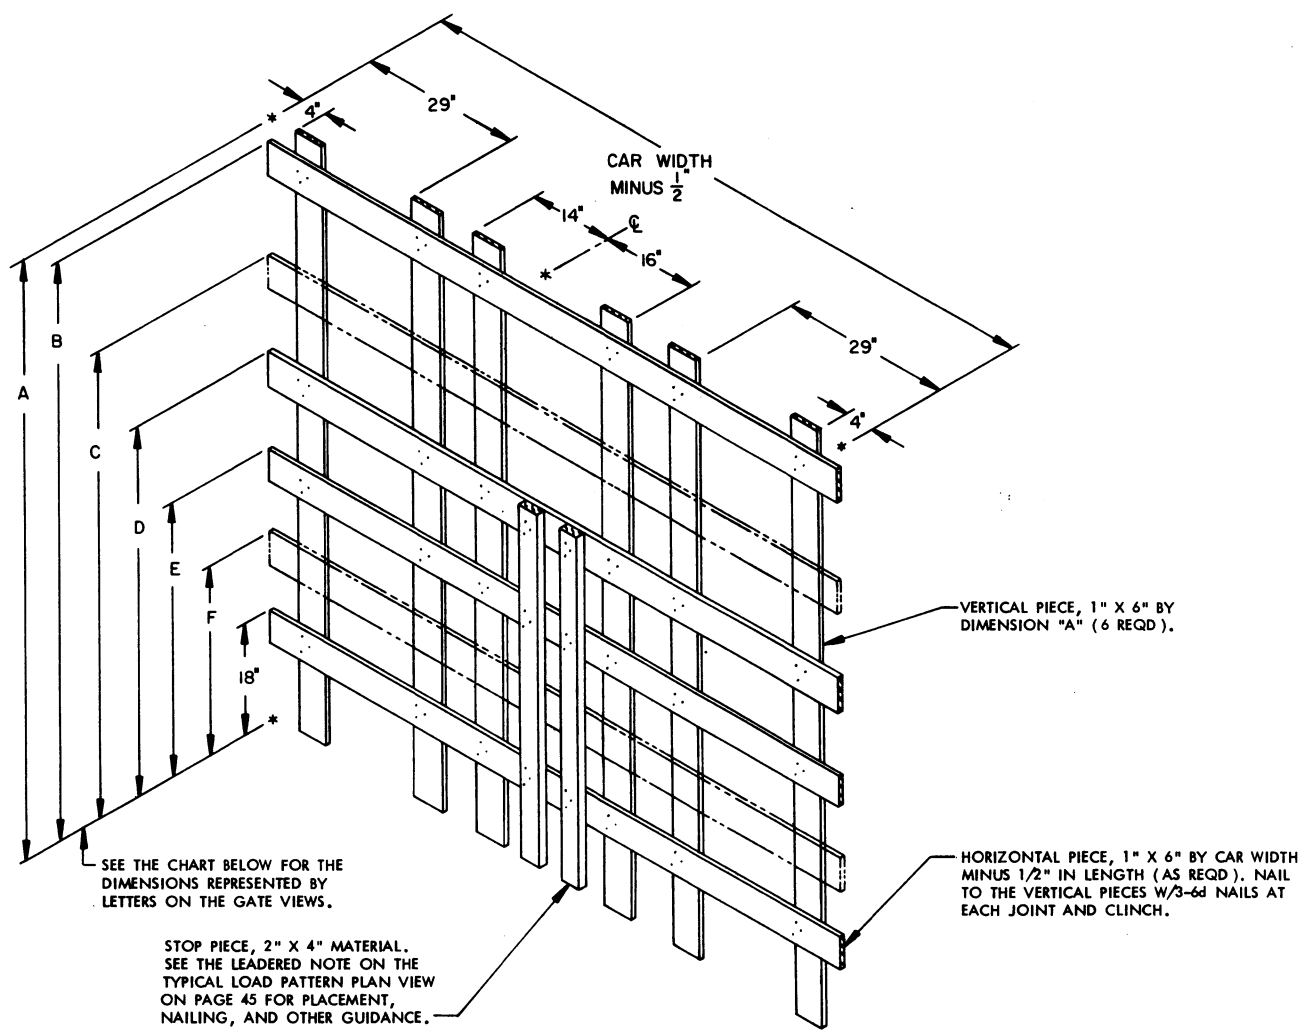 *
4"
29"
CAR WIDTH
MINUS 1/2"
14"
℄
*
16"
29"
4"
*
A
B
C
D
E
F
18"
*
VERTICAL PIECE, 1" X 6" BY
DIMENSION "A" (6 REQD).
SEE THE CHART BELOW FOR THE
DIMENSIONS REPRESENTED BY
LETTERS ON THE GATE VIEWS.
HORIZONTAL PIECE, 1" X 6" BY CAR WIDTH
MINUS 1/2" IN LENGTH (AS REQD). NAIL
TO THE VERTICAL PIECES W/3-6d NAILS AT
EACH JOINT AND CLINCH.
STOP PIECE, 2" X 4" MATERIAL.
SEE THE LEADERED NOTE ON THE
TYPICAL LOAD PATTERN PLAN VIEW
ON PAGE 45 FOR PLACEMENT,
NAILING, AND OTHER GUIDANCE.